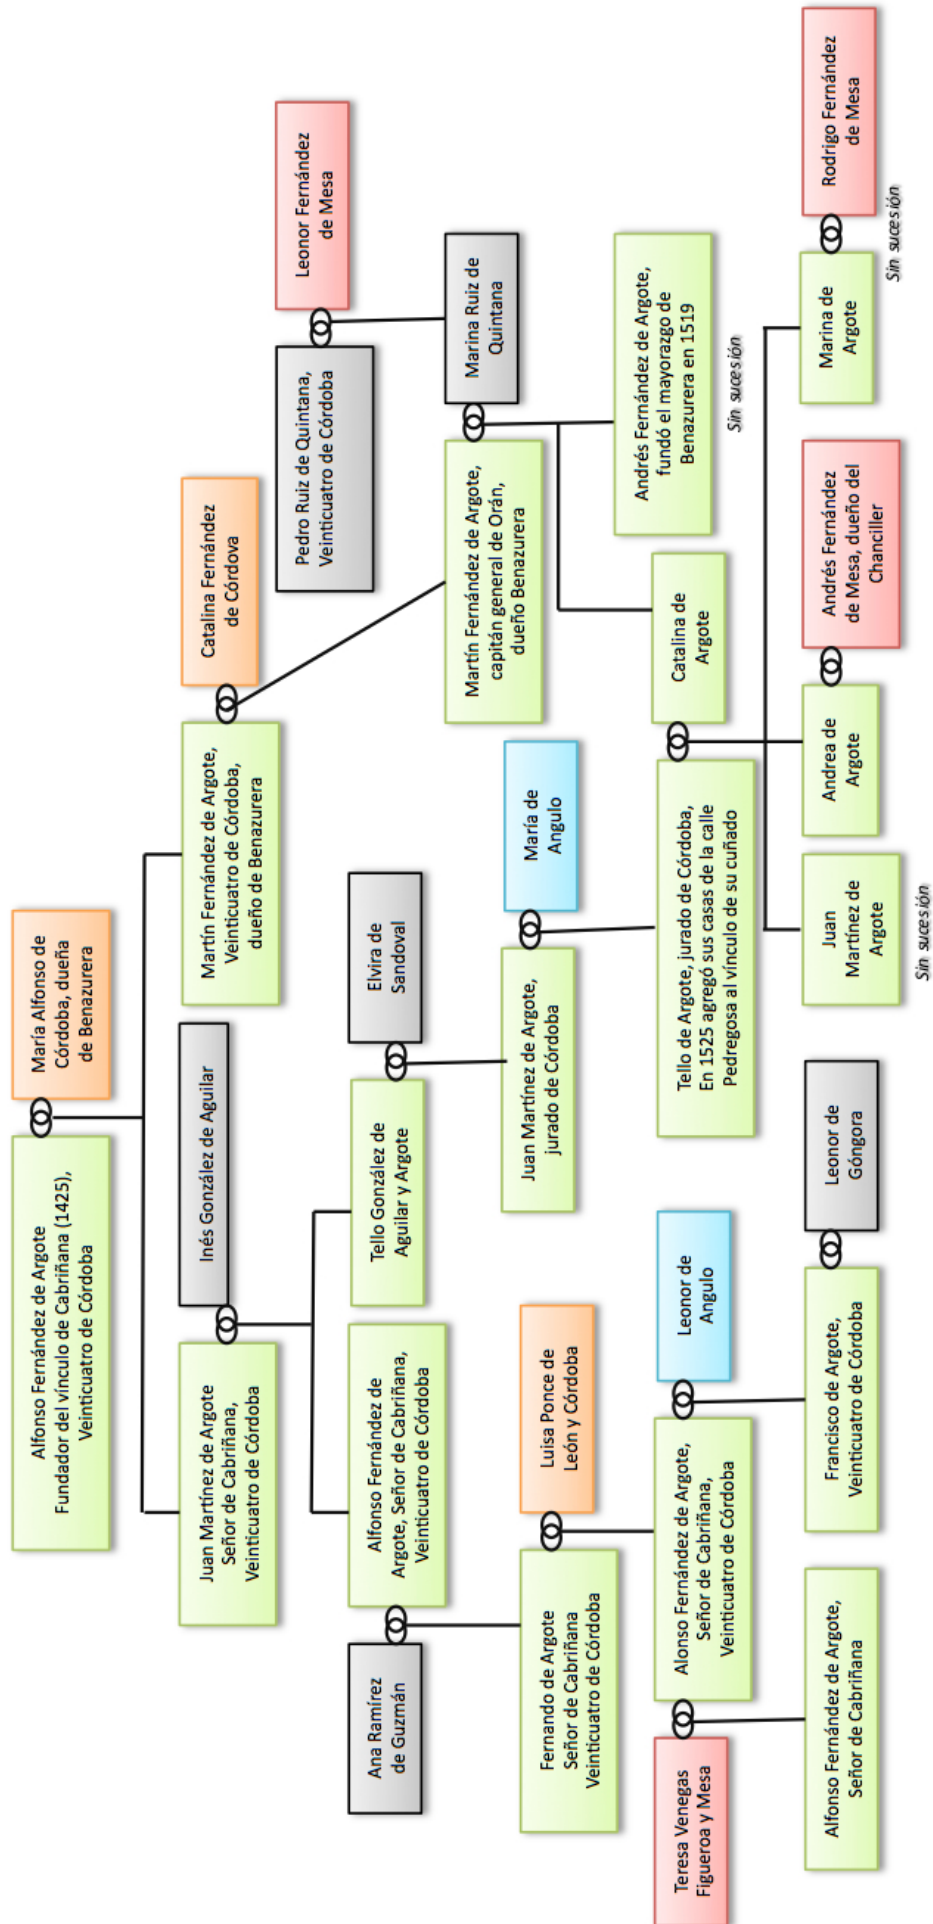 Alfonso Fernández de Argote
Fundador del vínculo de Cabriñana (1425),
Veinticuatro de Córdoba
María Alfonso de
Córdoba, dueña
de Benazurera
Juan Martínez de Argote
Señor de Cabriñana,
Veinticuatro de Córdoba
Inés González de Aguilar
Martín Fernández de Argote,
Veinticuatro de Córdoba,
dueño de Benazurera
Catalina Fernández
de Córdova
Pedro Ruiz de Quintana,
Veinticuatro de Córdoba
Leonor Fernández
de Mesa
Ana Ramírez
de Guzmán
Alfonso Fernández de
Argote, Señor de Cabriñana,
Veinticuatro de Córdoba
Tello González de
Aguilar y Argote
Elvira de
Sandoval
Martín Fernández de Argote,
capitán general de Orán,
dueño Benazurera
Marina Ruiz de
Quintana
Fernando de Argote
Señor de Cabriñana
Veinticuatro de Córdoba
Luisa Ponce de
León y Córdoba
Juan Martínez de Argote,
jurado de Córdoba
María de
Angulo
Andrés Fernández de Argote,
fundó el mayorazgo de
Benazurera en 1519
Sin sucesión
Teresa Venegas
Figueroa y Mesa
Alonso Fernández de Argote,
Señor de Cabriñana,
Veinticuatro de Córdoba
Leonor de
Angulo
Tello de Argote, jurado de Córdoba,
En 1525 agregó sus casas de la calle
Pedregosa al vínculo de su cuñado
Catalina de
Argote
Alfonso Fernández de Argote,
Señor de Cabriñana
Francisco de Argote,
Veinticuatro de Córdoba
Leonor de
Góngora
Juan
Martínez de
Argote
Sin sucesión
Andrea de
Argote
Andrés Fernández
de Mesa, dueño del
Chanciller
Marina de
Argote
Rodrigo Fernández
de Mesa
Sin sucesión